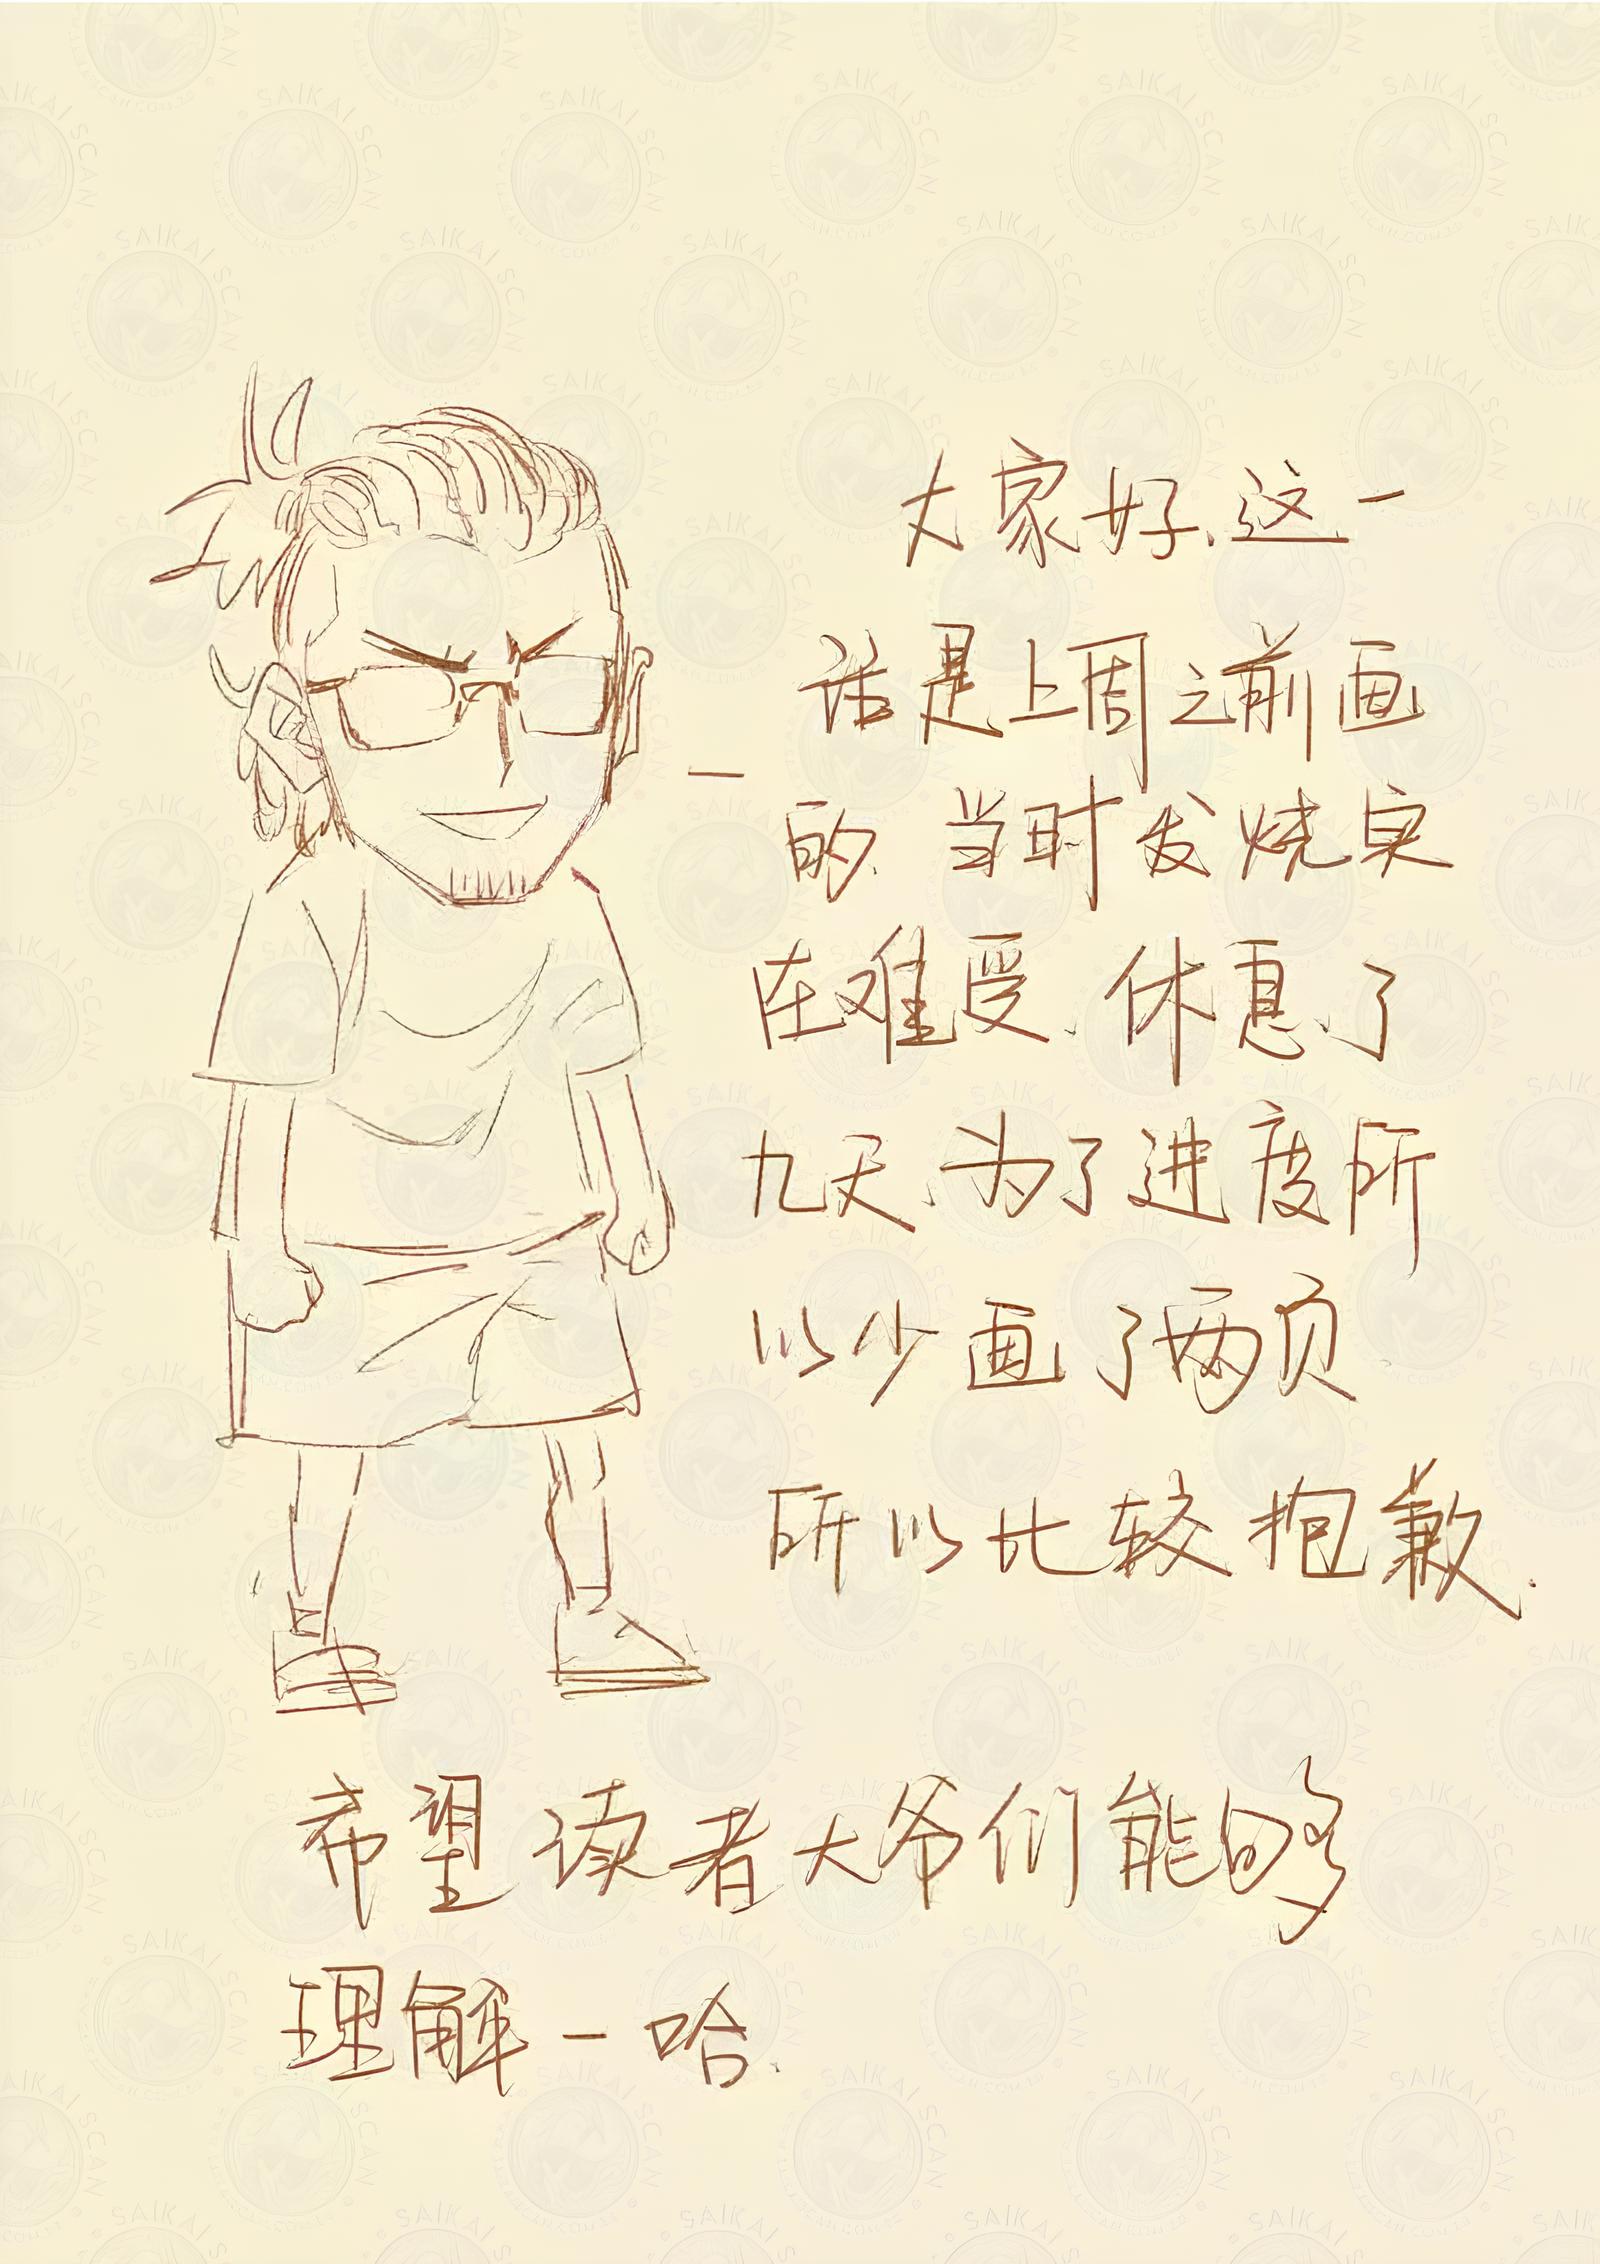 大家好、这一
话是上周之前画
的、当时发烧实
在难受、休息了
九天、为了进度所
以少画了两页
所以比较抱歉.
希望读者大爷们能够
理解一哈.
SAIKAI SCAN